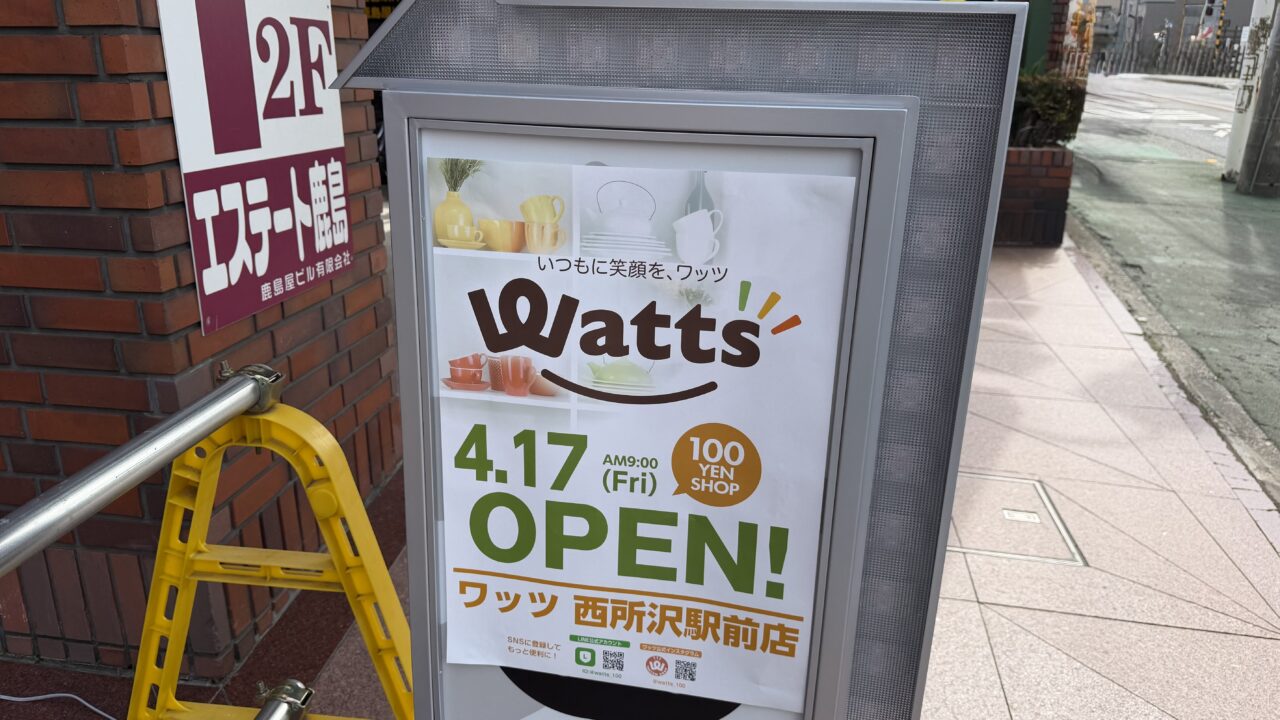 2F
エステート鹿島
鹿島屋ビル有限会社
いつもに笑顔を、ワッツ
Watts
4.17
AM9:00
(Fri)
100
YEN
SHOP
OPEN!
ワッツ 西所沢駅前店
SNSに登録して
もっと便利に!
LINE公式アカウント
ワッツ公式インスタグラム
@watts_100